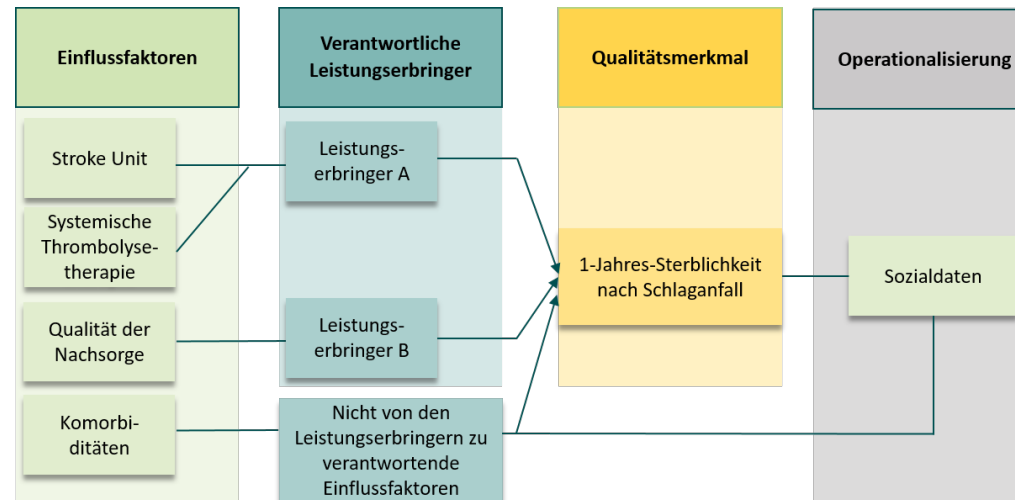 Einflussfaktoren
Verantwortliche
Leistungserbringer
Qualitätsmerkmal
Operationalisierung
Stroke Unit
Systemische
Thrombolyse-
therapie
Qualität der
Nachsorge
Komorbi-
ditäten
Leistungs-
erbringer A
Leistungs-
erbringer B
Nicht von den
Leistungserbringern zu
verantwortende
Einflussfaktoren
1-Jahres-Sterblichkeit
nach Schlaganfall
Sozialdaten